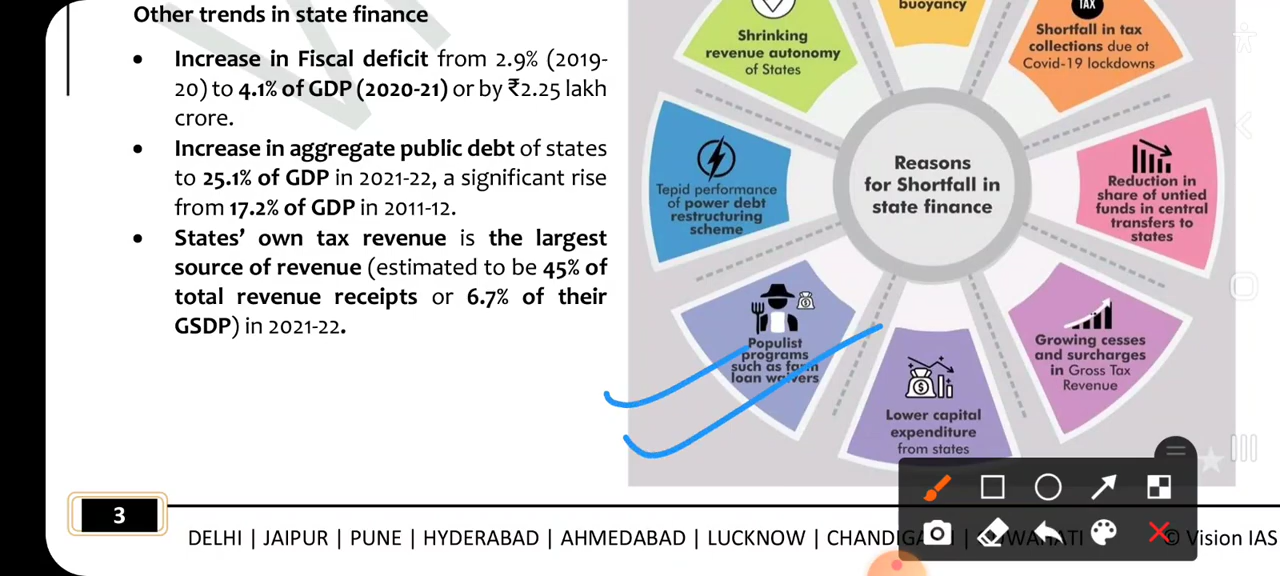 Other trends in state finance
• Increase in Fiscal deficit from 2.9% (2019-
20) to 4.1% of GDP (2020-21) or by ₹2.25 lakh
crore.
• Increase in aggregate public debt of states
to 25.1% of GDP in 2021-22, a significant rise
from 17.2% of GDP in 2011-12.
• States’ own tax revenue is the largest
source of revenue (estimated to be 45% of
total revenue receipts or 6.7% of their
GSDP) in 2021-22.
buoyancy
TAX
Shortfall in tax
collections due ot
Covid-19 lockdowns
Reduction in
share of untied
funds in central
transfers to
states
Growing cesses
and surcharges
in Gross Tax
Revenue
Lower capital
expenditure
from states
Populist
programs
such as farm
loan waivers
Tepid performance
of power debt
restructuring
scheme
Shrinking
revenue autonomy
of States
Reasons
for Shortfall in
state finance
3
DELHI | JAIPUR | PUNE | HYDERABAD | AHMEDABAD | LUCKNOW | CHANDIGA
© Vision IAS